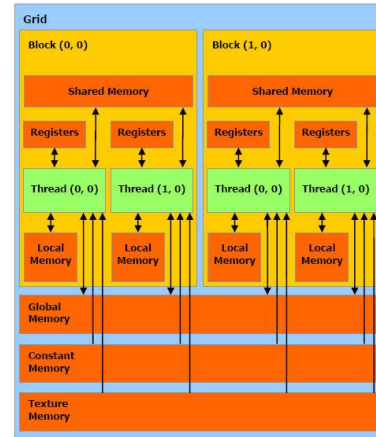 Grid
Block (0, 0)
Block (1, 0)
Shared Memory
Shared Memory
Registers
Registers
Registers
Registers
Thread (0, 0)
Thread (1, 0)
Thread (0, 0)
Thread (1, 0)
Local
Memory
Local
Memory
Local
Memory
Local
Memory
Global
Memory
Constant
Memory
Texture
Memory